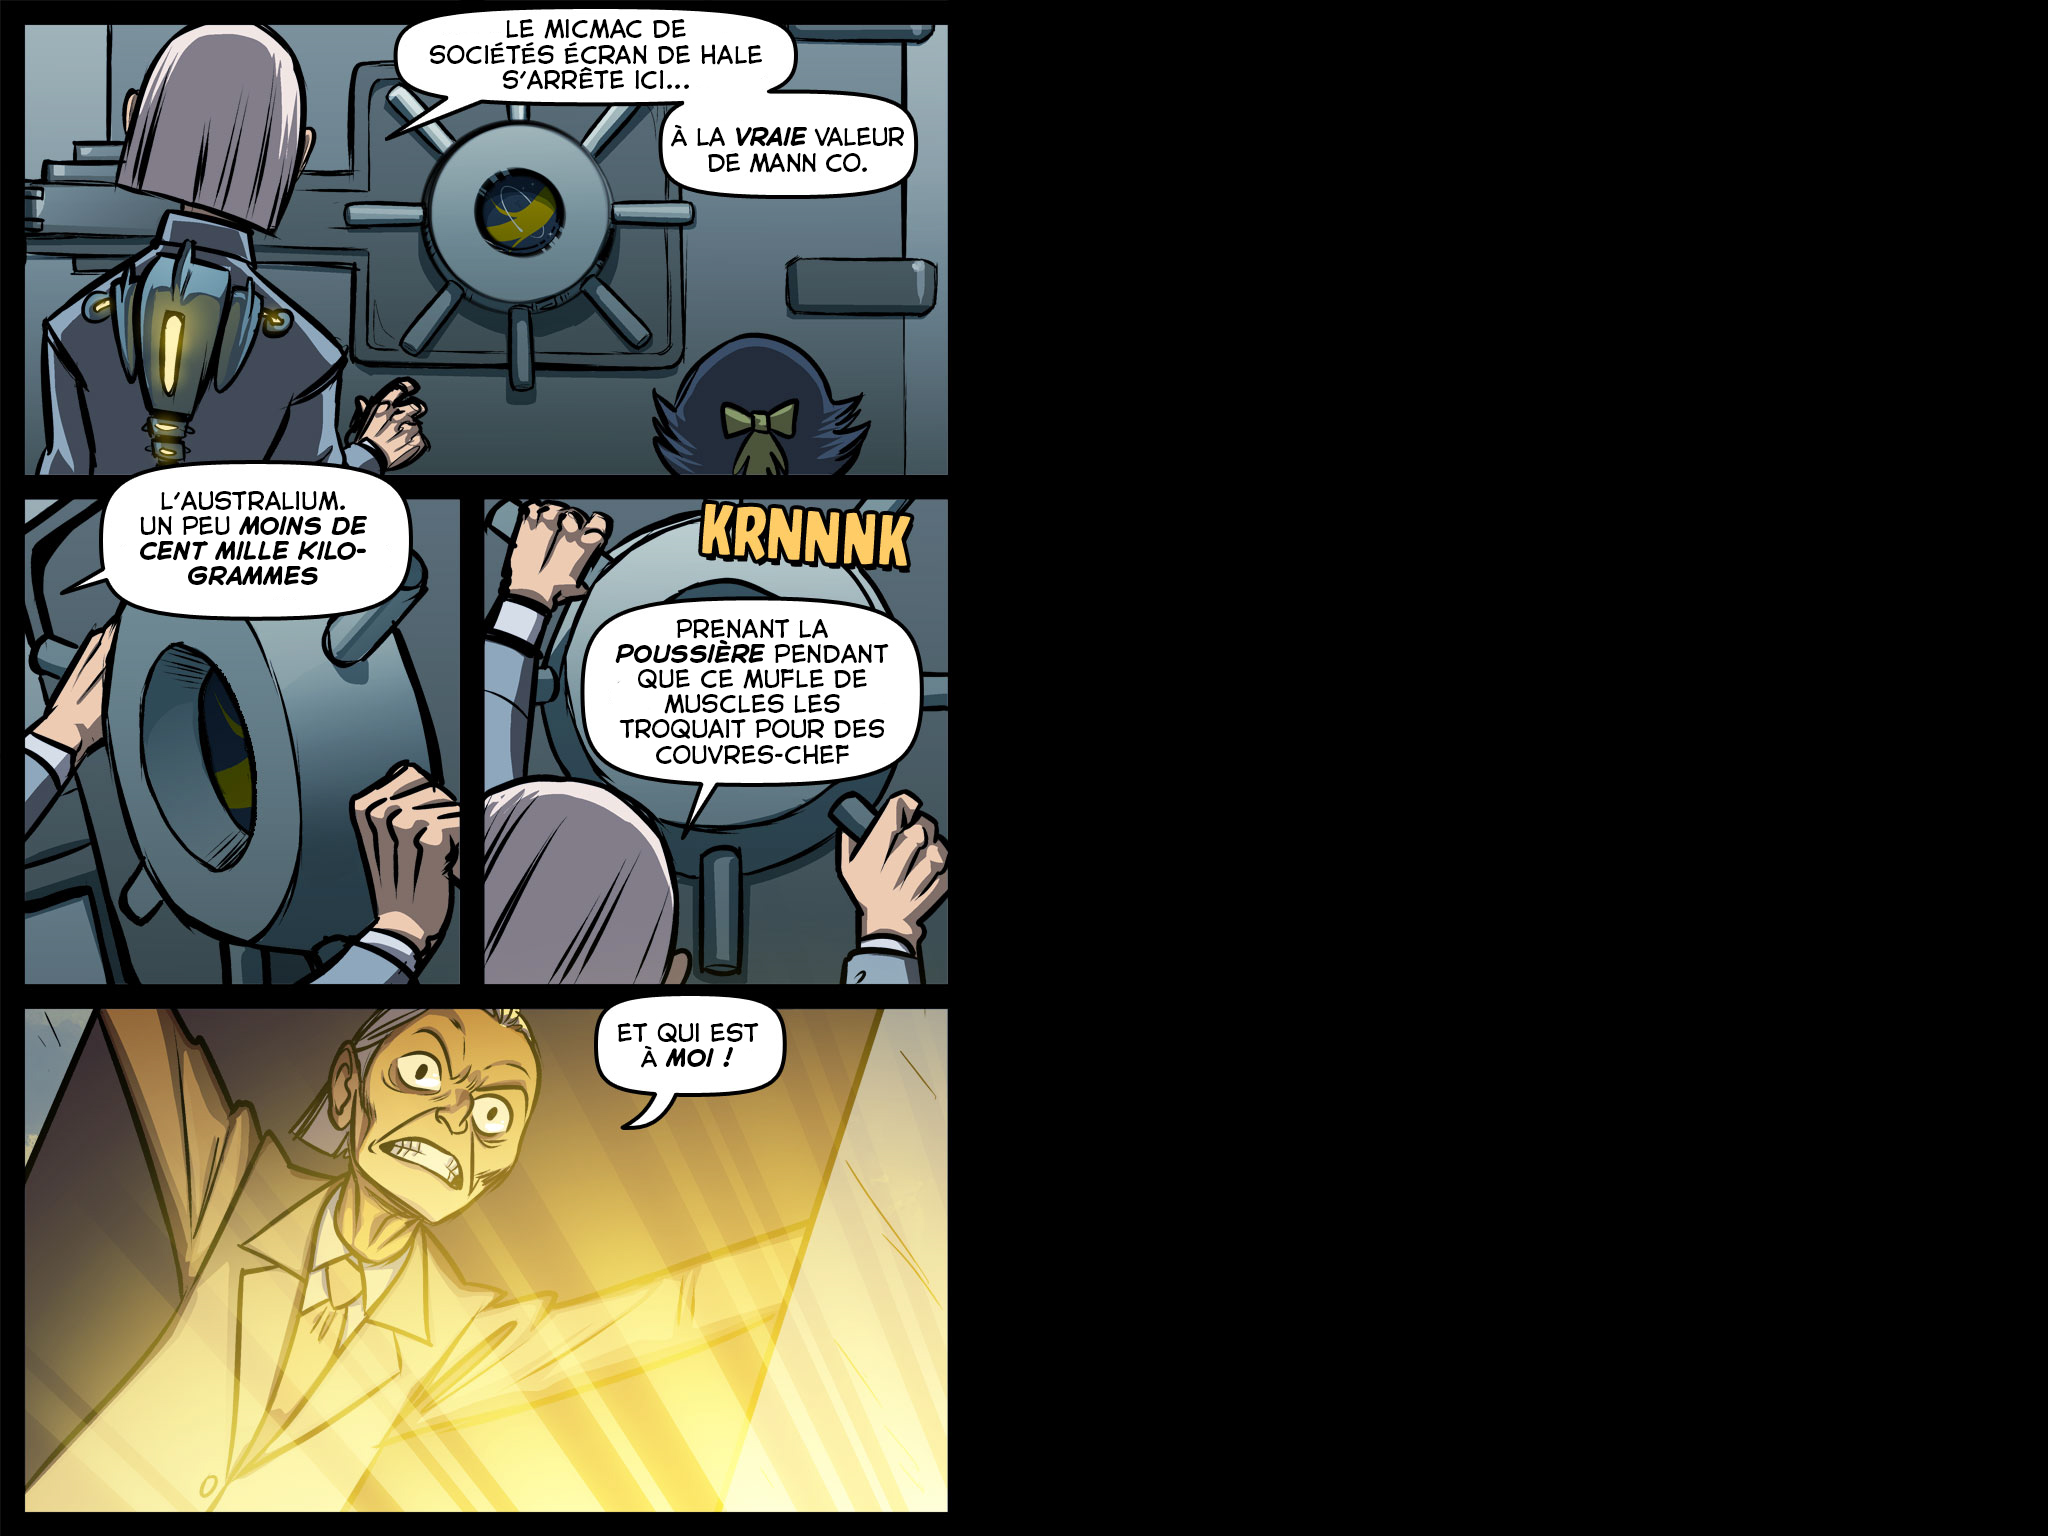 LE MICMAC DE
SOCIÉTÉS ÉCRAN DE HALE
S'ARRÊTE ICI...
À LA VRAIE VALEUR
DE MANN CO.
L'AUSTRALIUM.
UN PEU MOINS DE
CENT MILLE KILO-
GRAMMES
KRNNNK
PRENANT LA
POUSSIÈRE PENDANT
QUE CE MUFLE DE
MUSCLES LES
TROQUAIT POUR DES
COUVRES-CHEF
ET QUI EST
À MOI !